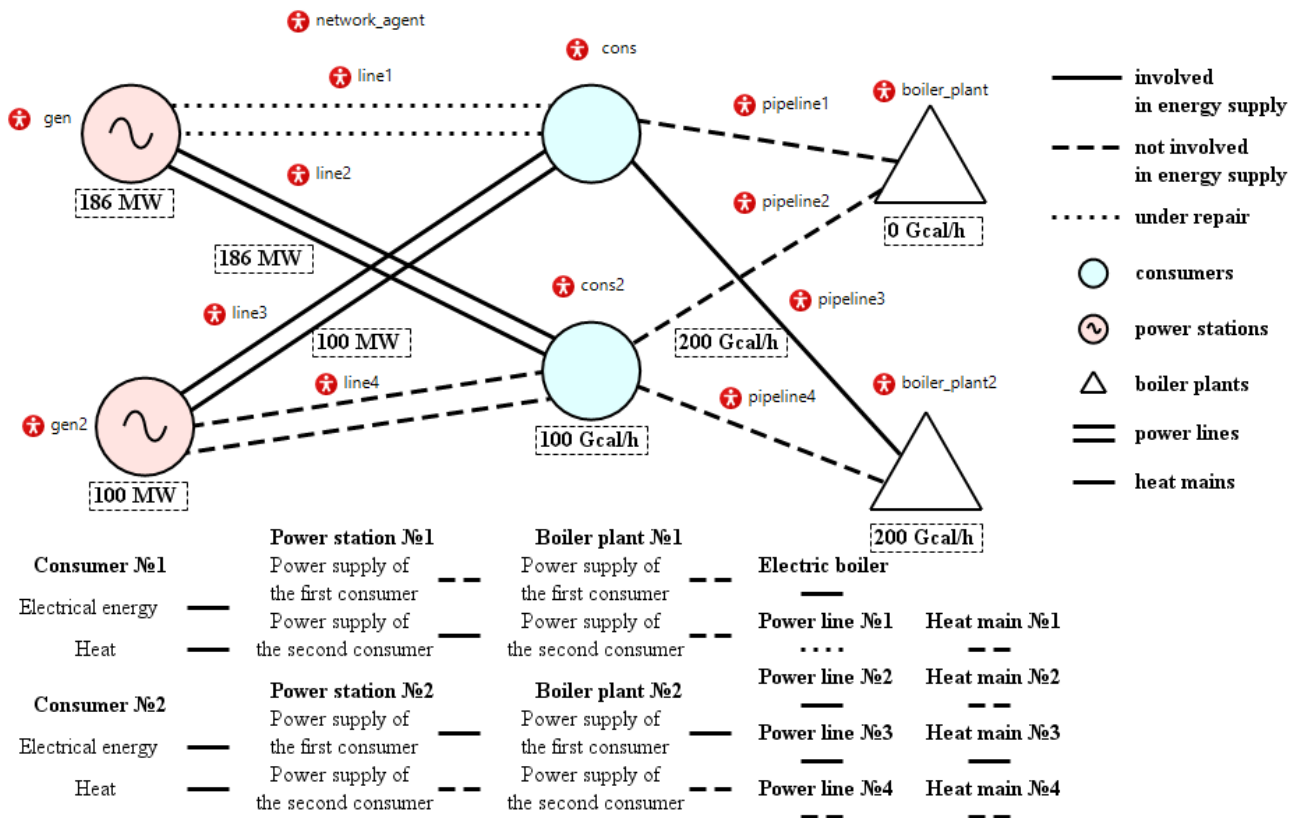 network_agent
cons
line1
pipeline1
boiler_plant
gen
line2
pipeline2
186 MW
0 Gcal/h
186 MW
cons2
line3
pipeline3
100 MW
200 Gcal/h
line4
pipeline4
boiler_plant2
gen2
100 Gcal/h
100 MW
200 Gcal/h
involved
in energy supply
not involved
in energy supply
under repair
consumers
power stations
boiler plants
power lines
heat mains
Consumer №1
Electrical energy
Heat
Consumer №2
Electrical energy
Heat
Power station №1
Power supply of
the first consumer
Power supply of
the second consumer
Power station №2
Power supply of
the first consumer
Power supply of
the second consumer
Boiler plant №1
Power supply of
the first consumer
Power supply of
the second consumer
Boiler plant №2
Power supply of
the first consumer
Power supply of
the second consumer
Electric boiler
Power line №1
Power line №2
Power line №3
Power line №4
Heat main №1
Heat main №2
Heat main №3
Heat main №4